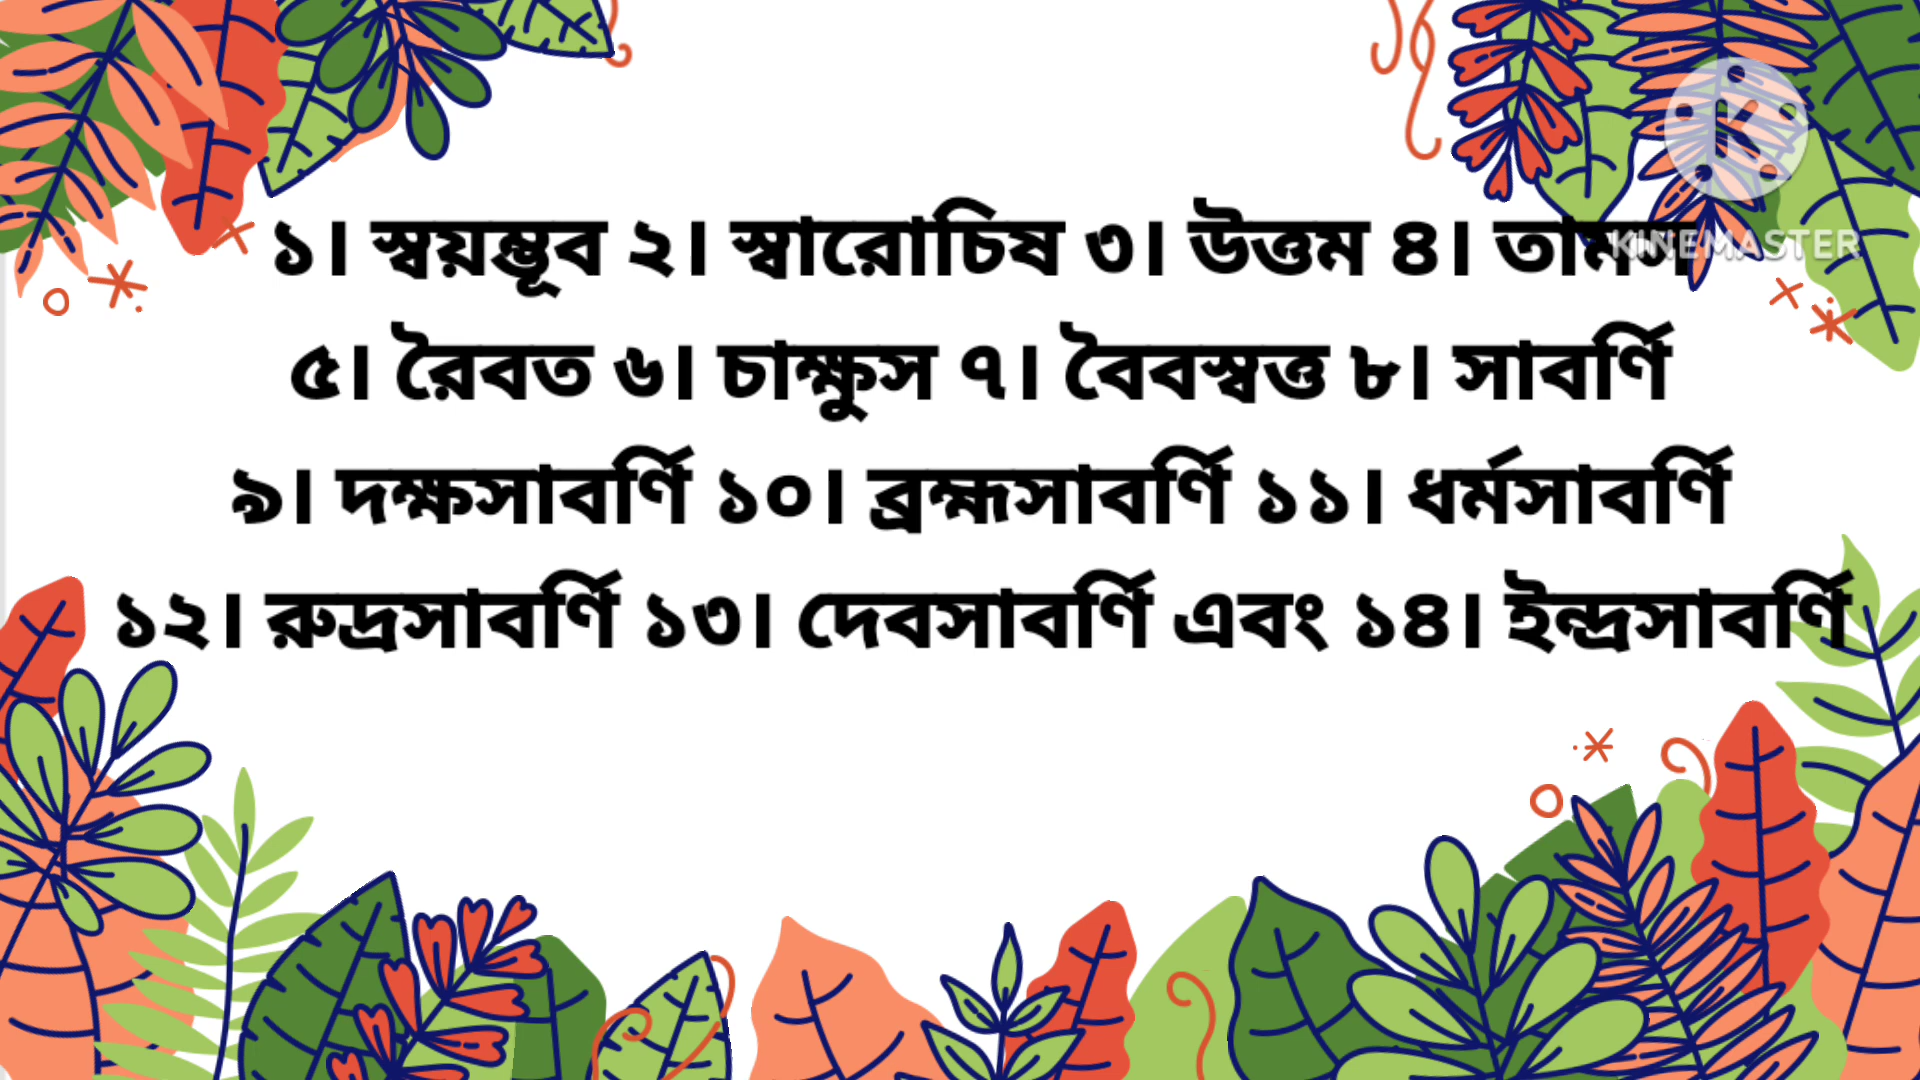 ১। স্বয়ম্ভূব ২। স্বারোচিষ ৩। উত্তম ৪। তামস
৫। রৈবত ৬। চাক্ষুস ৭। বৈবস্বত্ত ৮। সাবর্ণি
৯। দক্ষসাবর্ণি ১০। ব্রহ্মসাবর্ণি ১১। ধর্মসাবর্ণি
১২। রুদ্রসাবর্ণি ১৩। দেবসাবর্ণি এবং ১৪। ইন্দ্রসাবর্ণি
KINEMASTER